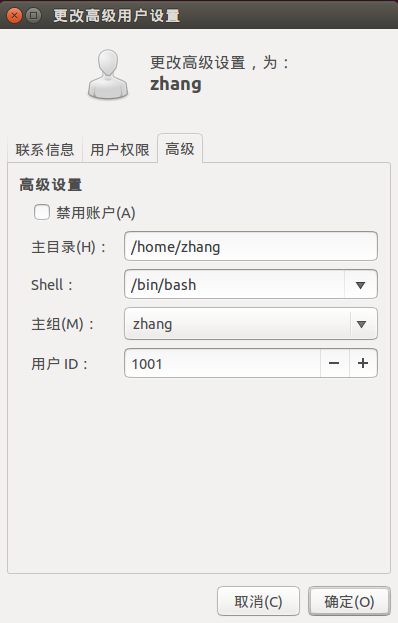 更改高级用户设置
更改高级设置，为：
zhang
联系信息 用户权限 高级
高级设置
禁用账户(A)
主目录(H)： /home/zhang
Shell： /bin/bash
主组(M)： zhang
用户 ID： 1001
取消(C) 确定(O)